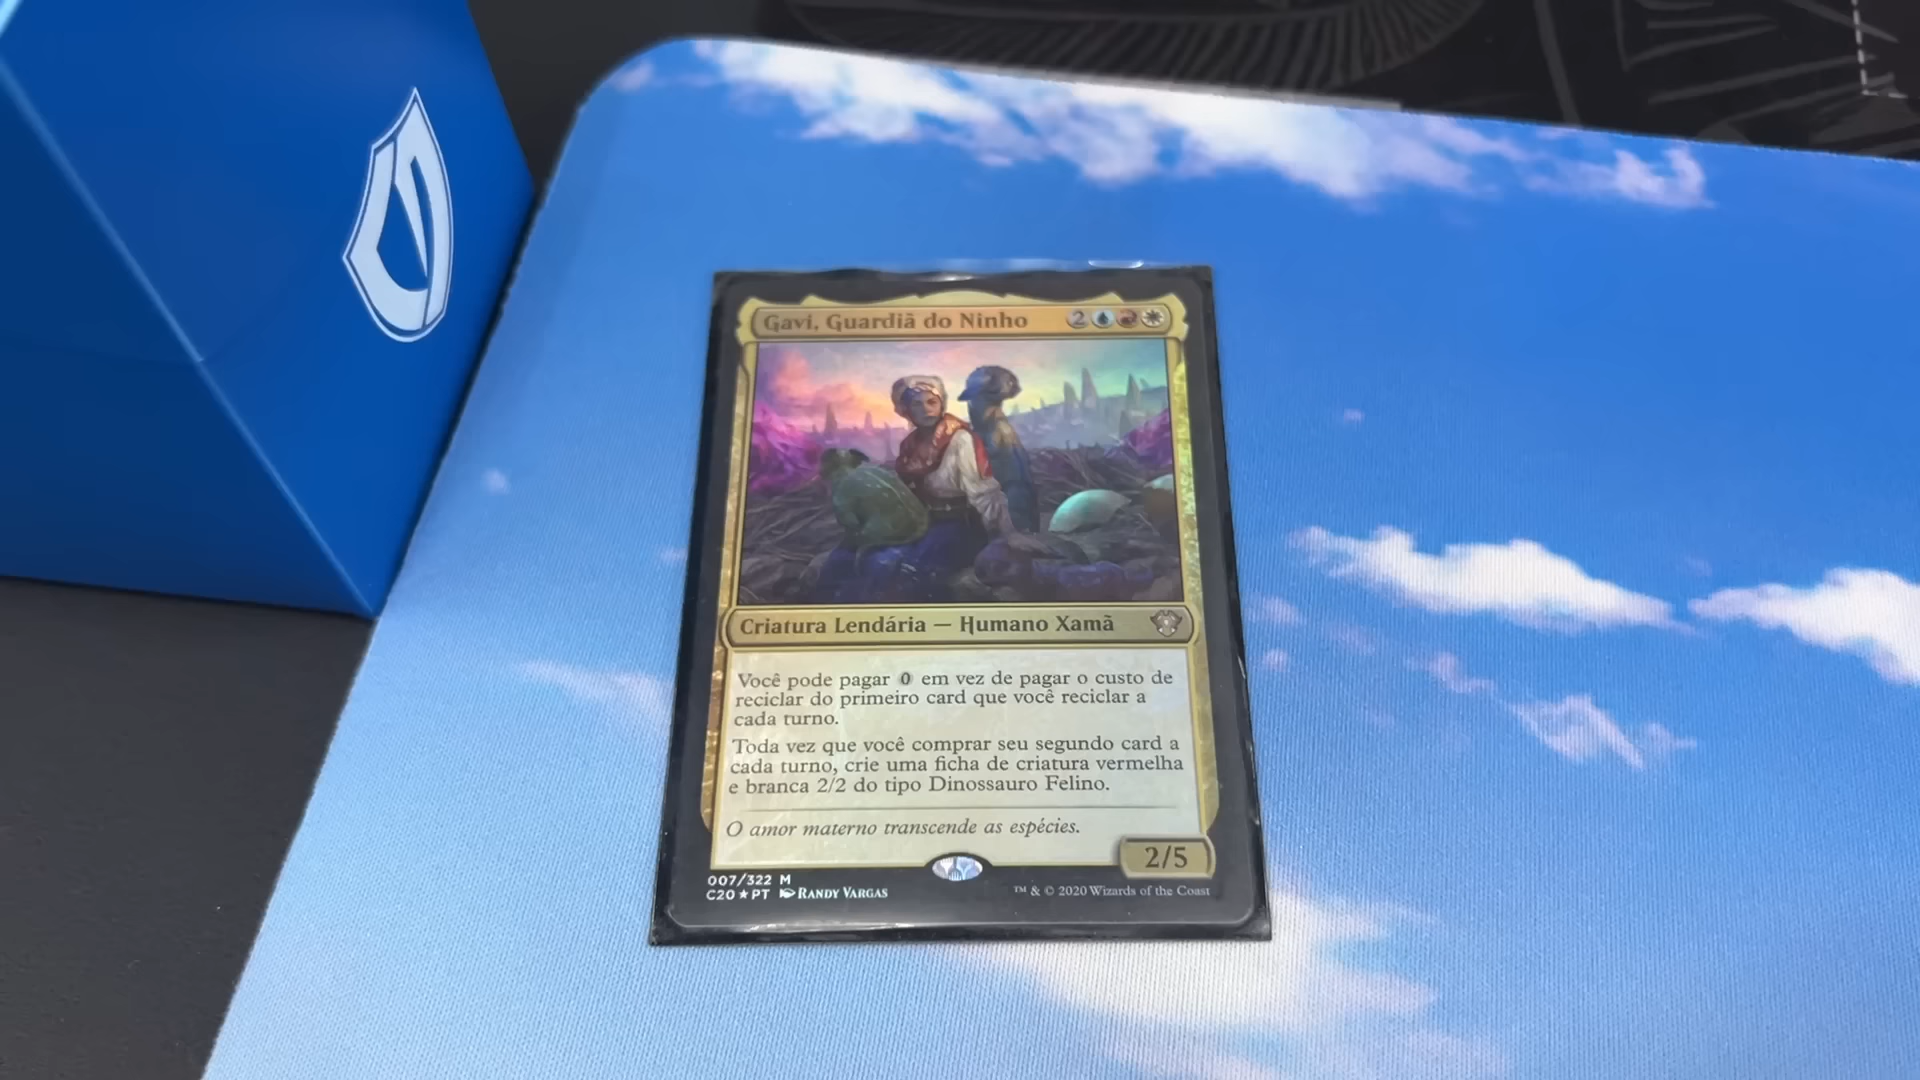 Gavi, Guardiã do Ninho 2
Criatura Lendária — Humano Xamã
Você pode pagar 0 em vez de pagar o custo de
reciclar do primeiro card que você reciclar a
cada turno.
Toda vez que você comprar seu segundo card a
cada turno, crie uma ficha de criatura vermelha
e branca 2/2 do tipo Dinossauro Felino.
O amor materno transcende as espécies.
2/5
007/322 M
C20 ★ PT RANDY VARGAS
™ & © 2020 Wizards of the Coast